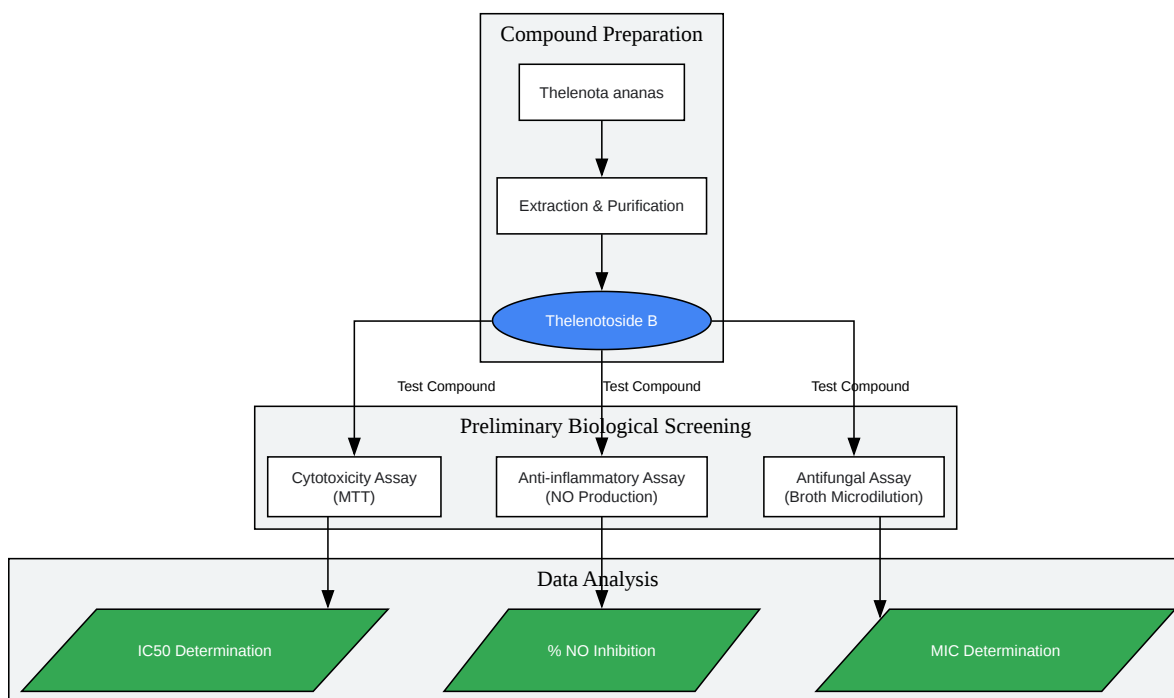 Compound Preparation
Thelenota ananas
Extraction & Purification
Thelenotoside B
Test Compound
Test Compound
Test Compound
Preliminary Biological Screening
Cytotoxicity Assay
(MTT)
Anti-inflammatory Assay
(NO Production)
Antifungal Assay
(Broth Microdilution)
Data Analysis
IC50 Determination
% NO Inhibition
MIC Determination